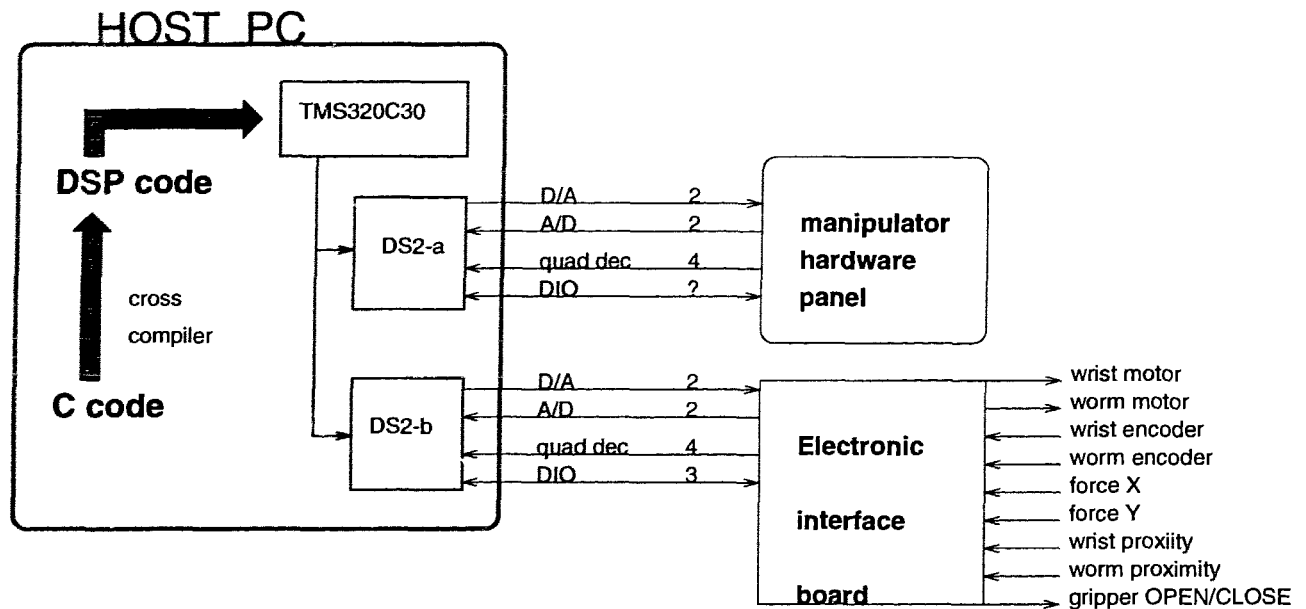 HOST PC
TMS320C30
DSP code
cross
compiler
C code
DS2-a
D/A 2
A/D 2
quad dec 4
DIO ?
manipulator
hardware
panel
DS2-b
D/A 2
A/D 2
quad dec 4
DIO 3
Electronic
interface
board
wrist motor
worm motor
wrist encoder
worm encoder
force X
force Y
wrist proxiity
worm proximity
gripper OPEN/CLOSE